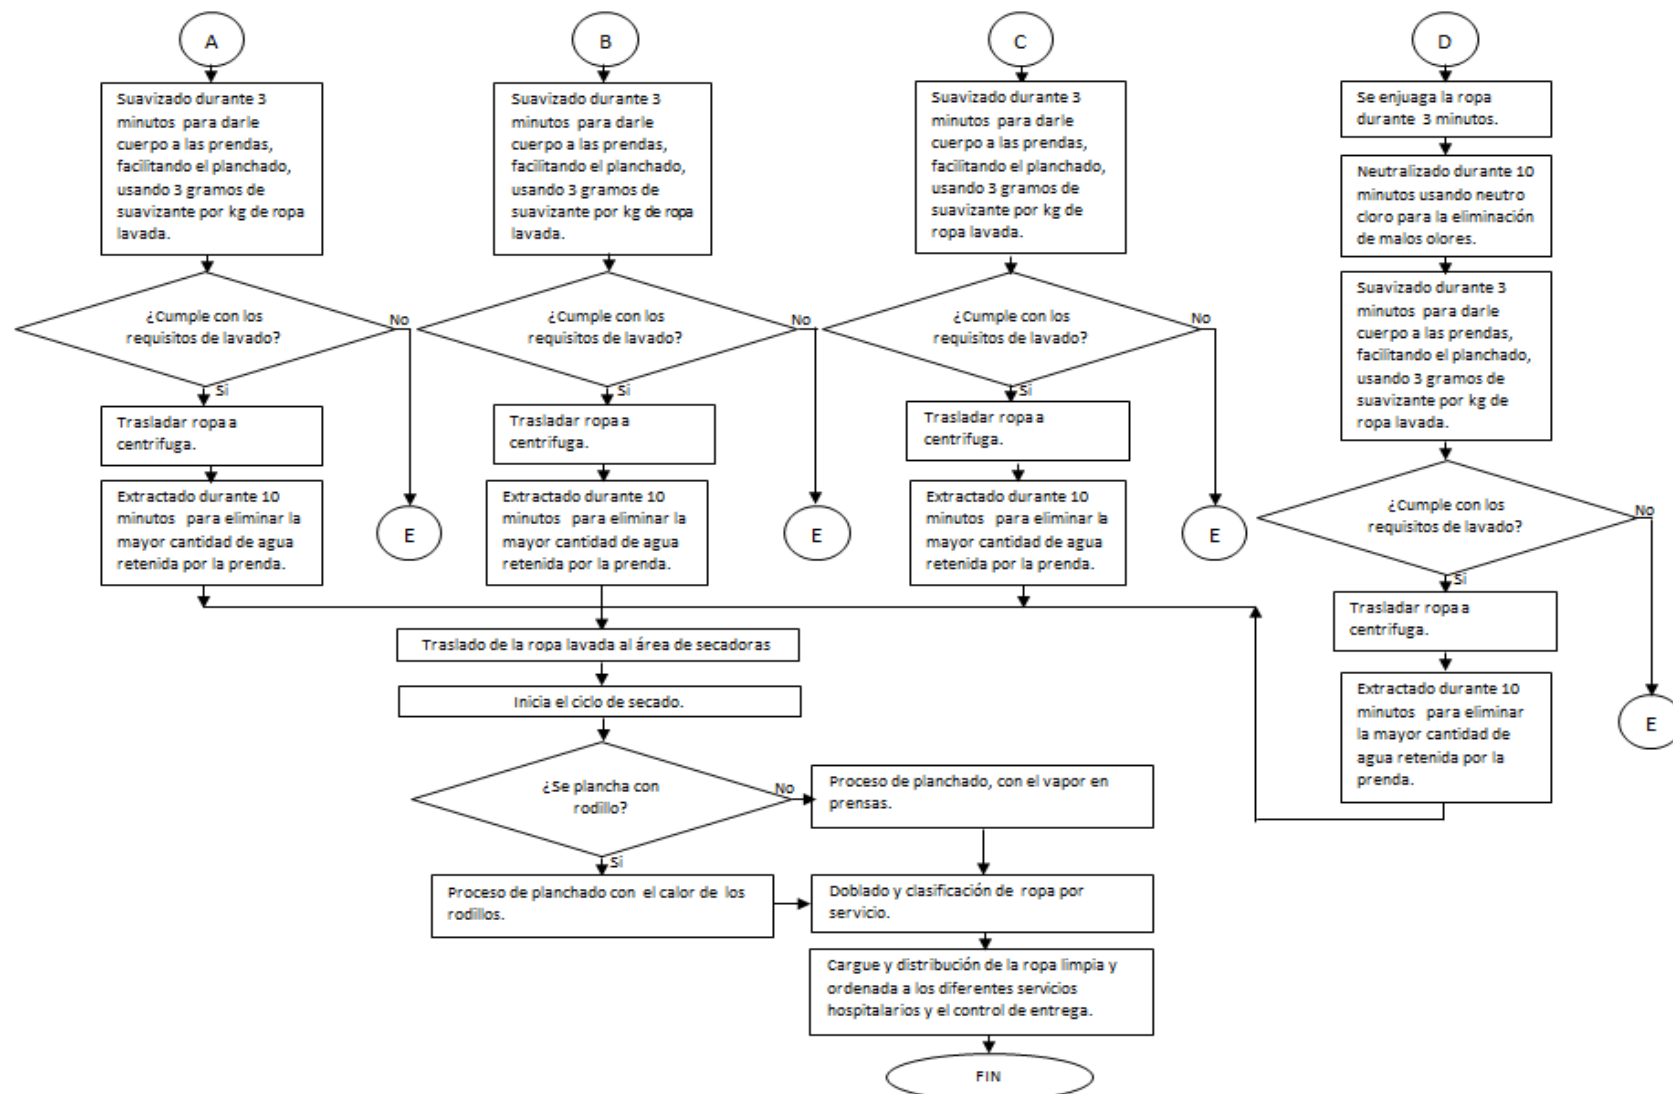 A
Suavizado durante 3
minutos para darle
cuerpo a las prendas,
facilitando el planchado,
usando 3 gramos de
suavizante por kg de ropa
lavada.
¿Cumple con los
requisitos de lavado?
No
Si
Trasladar ropa a
centrifuga.
Extractado durante 10
minutos para eliminar la
mayor cantidad de agua
retenida por la prenda.
E
B
Suavizado durante 3
minutos para darle
cuerpo a las prendas,
facilitando el planchado,
usando 3 gramos de
suavizante por kg de ropa
lavada.
¿Cumple con los
requisitos de lavado?
No
Si
Trasladar ropa a
centrifuga.
Extractado durante 10
minutos para eliminar la
mayor cantidad de agua
retenida por la prenda.
E
C
Suavizado durante 3
minutos para darle
cuerpo a las prendas,
facilitando el planchado,
usando 3 gramos de
suavizante por kg de
ropa lavada.
¿Cumple con los
requisitos de lavado?
No
Si
Trasladar ropa a
centrifuga.
Extractado durante 10
minutos para eliminar la
mayor cantidad de agua
retenida por la prenda.
E
D
Se enjuaga la ropa
durante 3 minutos.
Neutralizado durante 10
minutos usando neutro
cloro para la eliminación
de malos olores.
Suavizado durante 3
minutos para darle
cuerpo a las prendas,
facilitando el planchado,
usando 3 gramos de
suavizante por kg de
ropa lavada.
¿Cumple con los
requisitos de lavado?
No
Si
Trasladar ropa a
centrifuga.
Extractado durante 10
minutos para eliminar
la mayor cantidad de
agua retenida por la
prenda.
E
Traslado de la ropa lavada al área de secadoras
Inicia el ciclo de secado.
¿Se plancha con
rodillo?
No
Si
Proceso de planchado, con el vapor en
prensas.
Proceso de planchado con el calor de los
rodillos.
Doblado y clasificación de ropa por
servicio.
Cargue y distribución de la ropa limpia y
ordenada a los diferentes servicios
hospitalarios y el control de entrega.
FIN